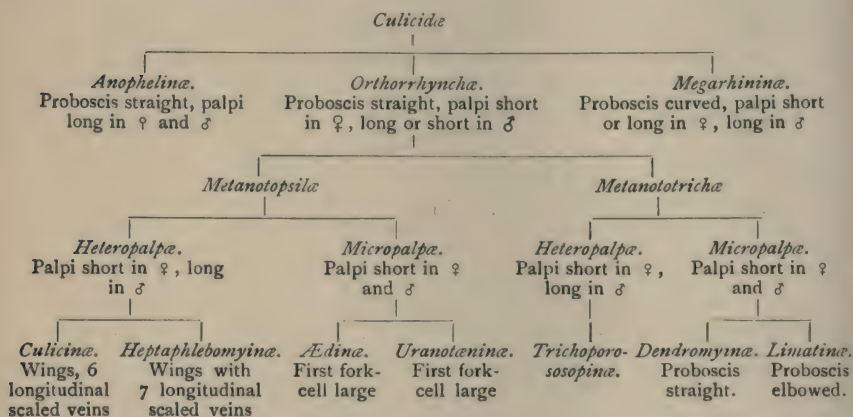 Culicidæ
Anophelinæ.
Proboscis straight, palpi
long in ♀ and ♂
Orthorrhynchæ.
Proboscis straight, palpi short
in ♀, long or short in ♂
Megarhininæ.
Proboscis curved, palpi short
or long in ♀, long in ♂
Metanotopsilæ
Metanototrichæ
Heteropalpæ.
Palpi short in ♀, long
in ♂
Micropalpæ.
Palpi short in ♀
and ♂
Heteropalpæ.
Palpi short in ♀,
long in ♂
Micropalpæ.
Palpi short in ♀
and ♂
Culicinæ.
Wings, 6
longitudinal
scaled veins
Heptaphlebomyinæ.
Wings with
7 longitudinal
scaled veins
Ædinæ.
First fork-
cell large
Uranotæninæ.
First fork-
cell large
Trichoporo-
sosopinæ.
Dendromyinæ.
Proboscis
straight.
Limatinæ.
Proboscis
elbowed.